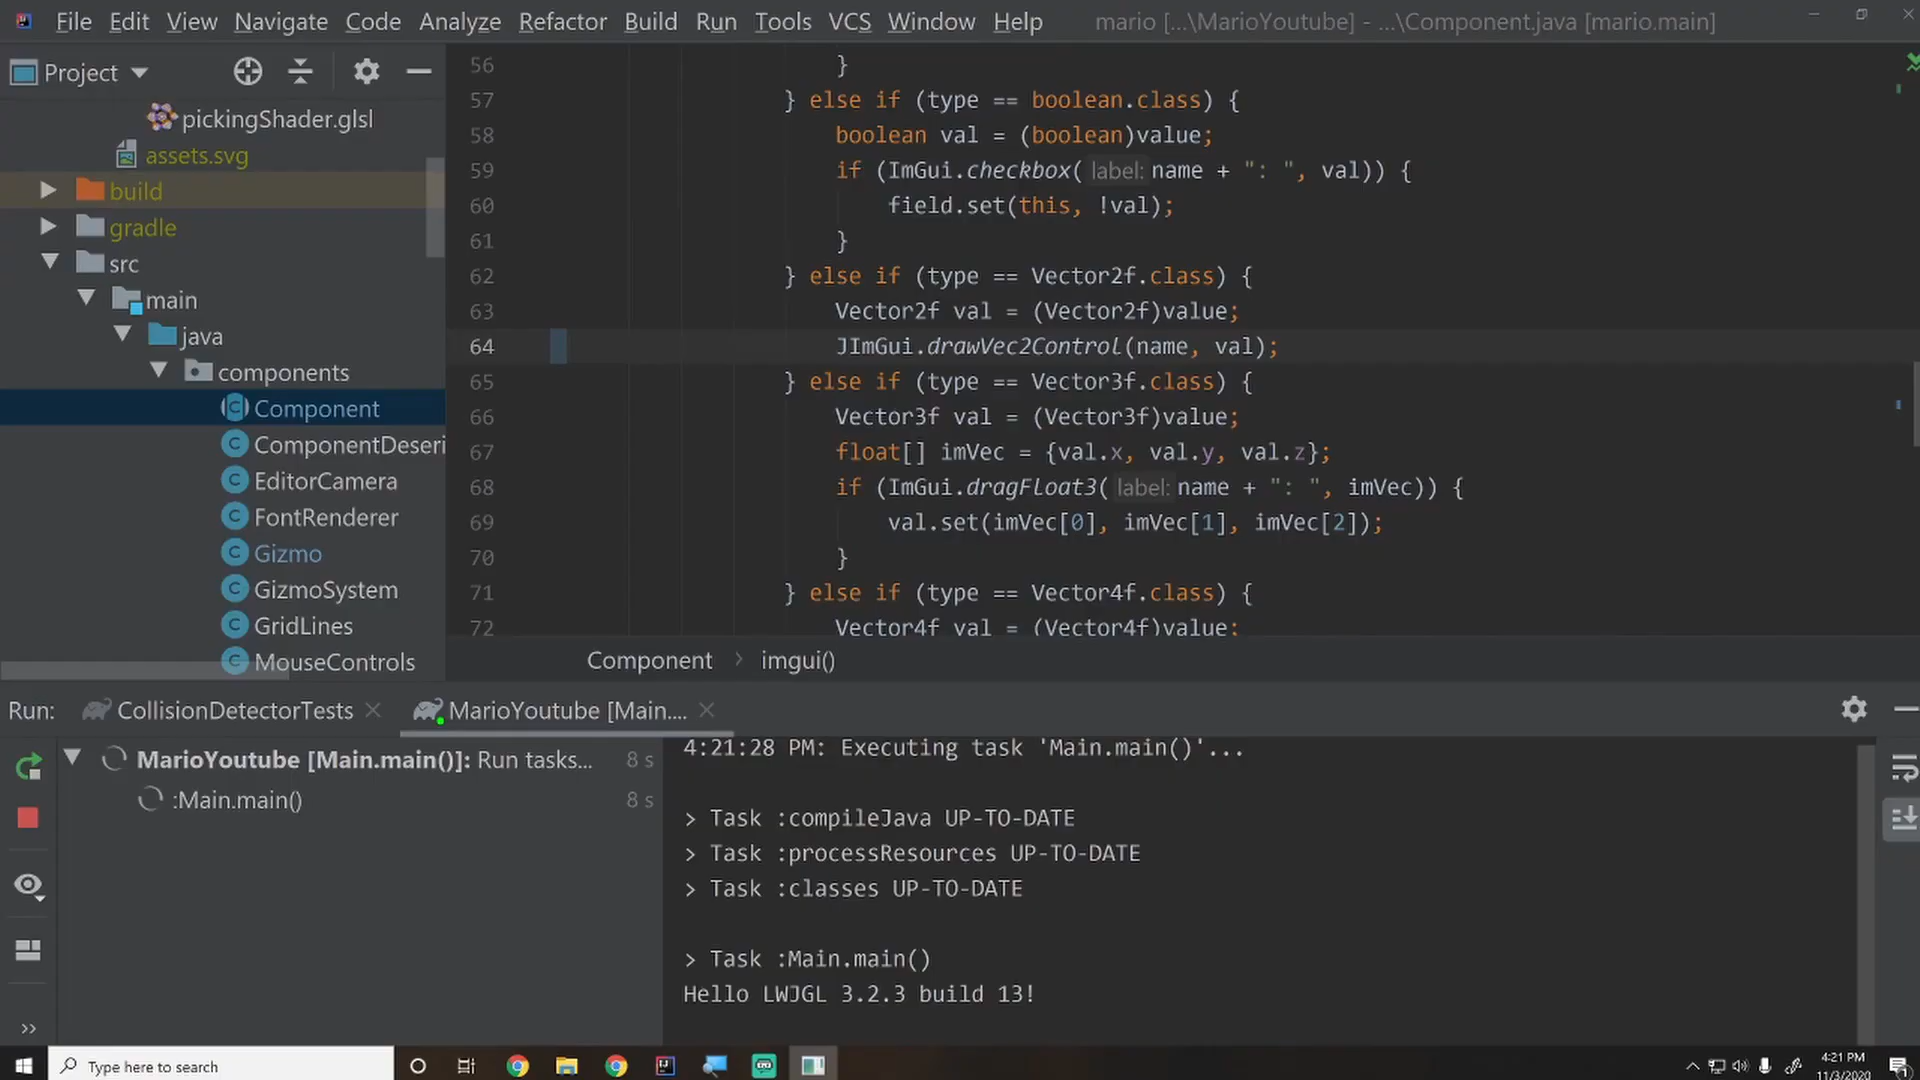 File Edit View Navigate Code Analyze Refactor Build Run Tools VCS Window Help mario [...\MarioYoutube] - ...\Component.java [mario.main]
Project
pickingShader.glsl
assets.svg
build
gradle
src
main
java
components
Component
ComponentDeseri
EditorCamera
FontRenderer
Gizmo
GizmoSystem
GridLines
MouseControls
56 }
57 } else if (type == boolean.class) {
58 boolean val = (boolean)value;
59 if (ImGui.checkbox( label: name + ": ", val)) {
60 field.set(this, !val);
61 }
62 } else if (type == Vector2f.class) {
63 Vector2f val = (Vector2f)value;
64 JImGui.drawVec2Control(name, val);
65 } else if (type == Vector3f.class) {
66 Vector3f val = (Vector3f)value;
67 float[] imVec = {val.x, val.y, val.z};
68 if (ImGui.dragFloat3( label: name + ": ", imVec)) {
69 val.set(imVec[0], imVec[1], imVec[2]);
70 }
71 } else if (type == Vector4f.class) {
72 Vector4f val = (Vector4f)value;
Component > imgui()
Run: CollisionDetectorTests MarioYoutube [Main....
MarioYoutube [Main.main()]: Run tasks... 8 s
:Main.main() 8 s
4:21:28 PM: Executing task 'Main.main()'...
> Task :compileJava UP-TO-DATE
> Task :processResources UP-TO-DATE
> Task :classes UP-TO-DATE
> Task :Main.main()
Hello LWJGL 3.2.3 build 13!
Type here to search
4:21 PM
11/3/2020
1